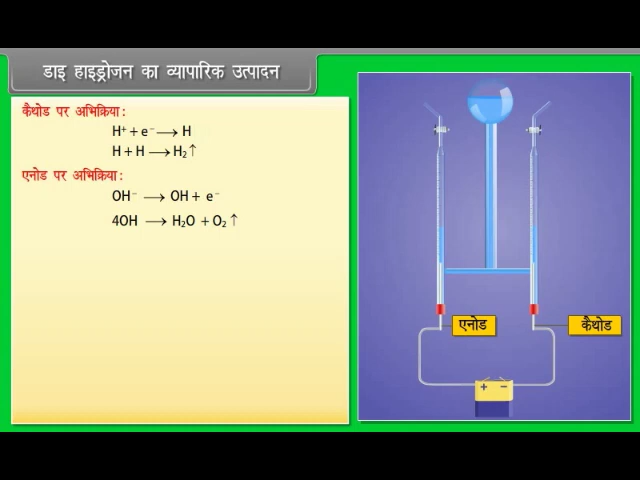 डाइ हाइड्रोजन का व्यापारिक उत्पादन
कैथोड पर अभिक्रिया:
H⁺ + e⁻ ⟶ H
H + H ⟶ H₂ ↑
एनोड पर अभिक्रिया:
OH⁻ ⟶ OH + e⁻
4OH ⟶ H₂O + O₂ ↑
एनोड
कैथोड
+ −